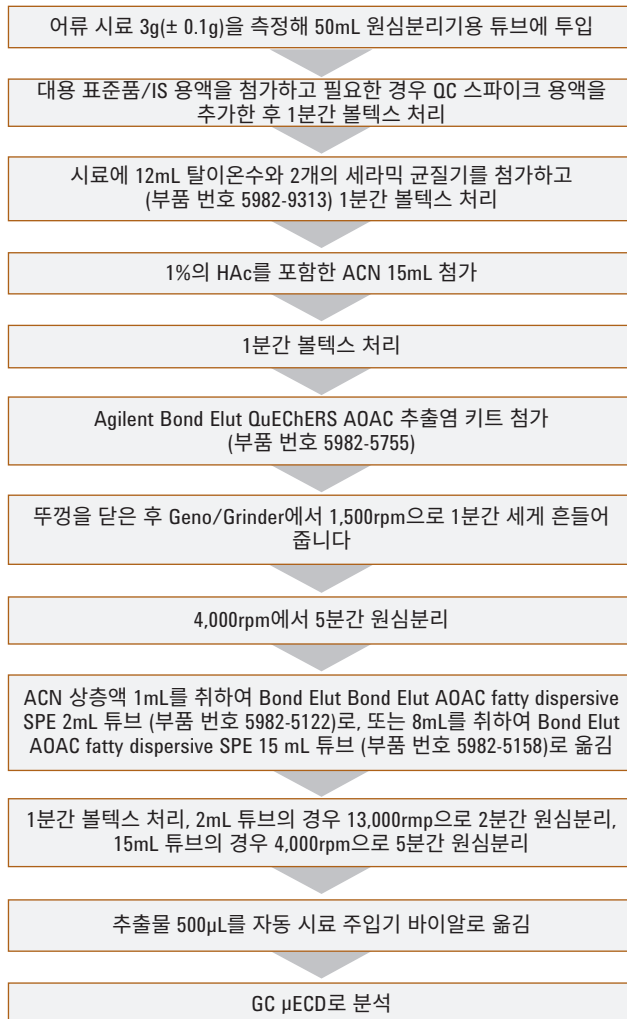 어류 시료 3g(± 0.1g)을 측정해 50mL 원심분리기용 튜브에 투입
대용 표준품/IS 용액을 첨가하고 필요한 경우 QC 스파이크 용액을
추가한 후 1분간 볼텍스 처리
시료에 12mL 탈이온수와 2개의 세라믹 균질기를 첨가하고
(부품 번호 5982-9313) 1분간 볼텍스 처리
1%의 HAc를 포함한 ACN 15mL 첨가
1분간 볼텍스 처리
Agilent Bond Elut QuEChERS AOAC 추출염 키트 첨가
(부품 번호 5982-5755)
뚜껑을 닫은 후 Geno/Grinder에서 1,500rpm으로 1분간 세게 흔들어
줍니다
4,000rpm에서 5분간 원심분리
ACN 상층액 1mL를 취하여 Bond Elut Bond Elut AOAC fatty dispersive
SPE 2mL 튜브 (부품 번호 5982-5122)로, 또는 8mL를 취하여 Bond Elut
AOAC fatty dispersive SPE 15 mL 튜브 (부품 번호 5982-5158)로 옮김
1분간 볼텍스 처리, 2mL 튜브의 경우 13,000rmp으로 2분간 원심분리,
15mL 튜브의 경우 4,000rpm으로 5분간 원심분리
추출물 500µL를 자동 시료 주입기 바이알로 옮김
GC µECD로 분석